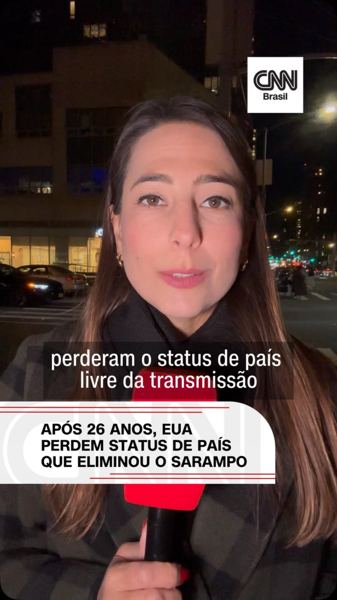 CNN
Brasil
perderam o status de país
livre da transmissão
APÓS 26 ANOS, EUA
PERDEM STATUS DE PAÍS
QUE ELIMINOU O SARAMPO